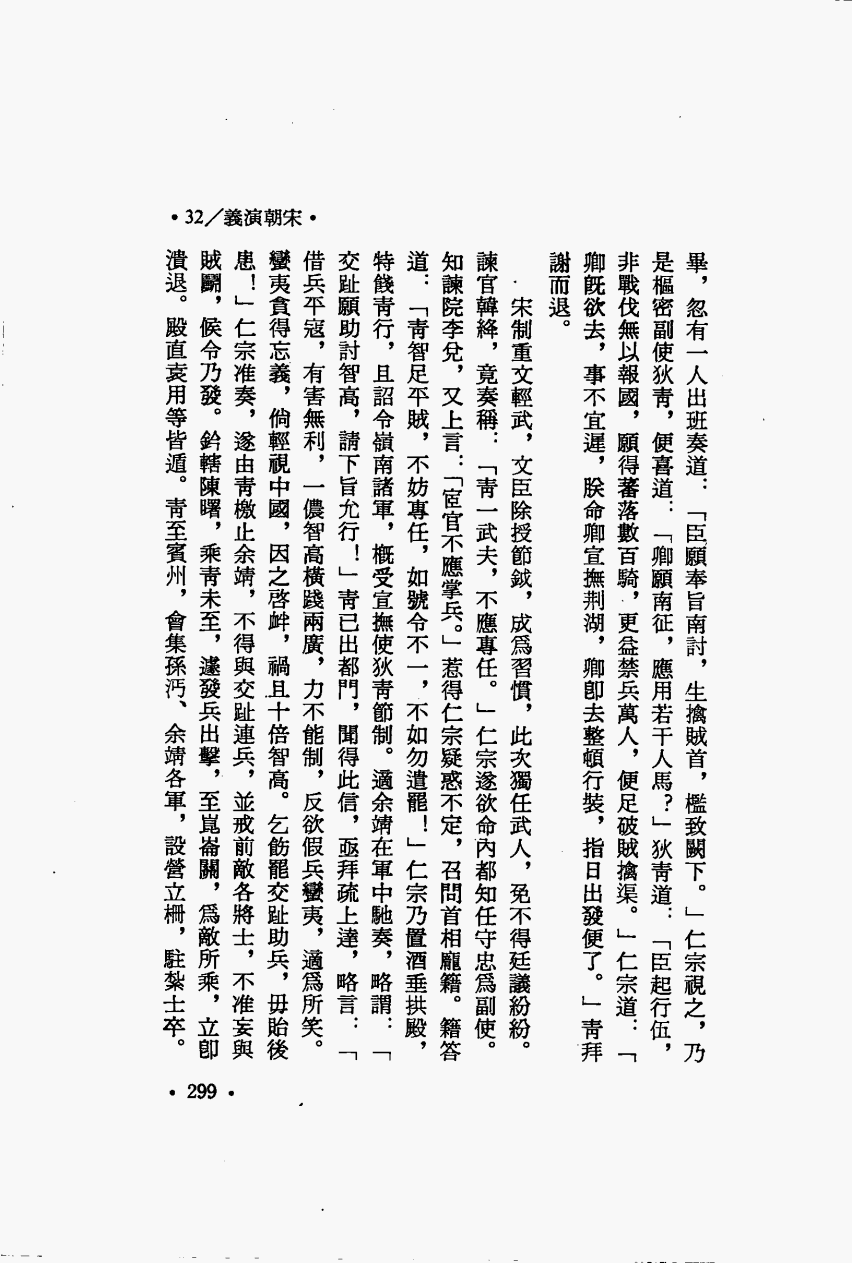 •32／義演朝宋•
畢，忽有一人出班奏道：「臣願奉旨南討，生擒賊首，檻致闕下。」仁宗視之，乃
是樞密副使狄靑，便喜道：「卿願南征，應用若干人馬？」狄靑道：「臣起行伍，
非戰伐無以報國，願得蕃落數百騎，更益禁兵萬人，便足破賊擒渠。」仁宗道：「
卿旣欲去，事不宜遲，朕命卿宣撫荆湖，卿卽去整頓行裝，指日出發便了。」靑拜
謝而退。
宋制重文輕武，文臣除授節鉞，成爲習慣，此次獨任武人，免不得廷議紛紛。
諫官韓絳，竟奏稱：「靑一武夫，不應專任。」仁宗遂欲命內都知任守忠爲副使。
知諫院李兌，又上言：「宦官不應掌兵。」惹得仁宗疑惑不定，召問首相龐籍。籍答
道：「靑智足平賊，不妨專任，如號令不一，不如勿遣罷！」仁宗乃置酒垂拱殿，
特餞靑行，且詔令嶺南諸軍，槪受宣撫使狄靑節制。適余靖在軍中馳奏，略謂：「
交趾願助討智高，請下旨允行！」靑已出都門，聞得此信，亟拜疏上達，略言：「
借兵平寇，有害無利，一儂智高橫踐兩廣，力不能制，反欲假兵蠻夷，適爲所笑。
蠻夷貪得忘義，倘輕視中國，因之啓衅，禍且十倍智高。乞飭罷交趾助兵，毋貽後
患！」仁宗准奏，遂由靑檄止余靖，不得與交趾連兵，並戒前敵各將士，不准妄與
賊鬭，候令乃發。鈐轄陳曙，乘靑未至，遽發兵出擊，至崑崙關，爲敵所乘，立卽
潰退。殿直袁用等皆遁。靑至賓州，會集孫沔、余靖各軍，設營立柵，駐紮士卒。
•299•